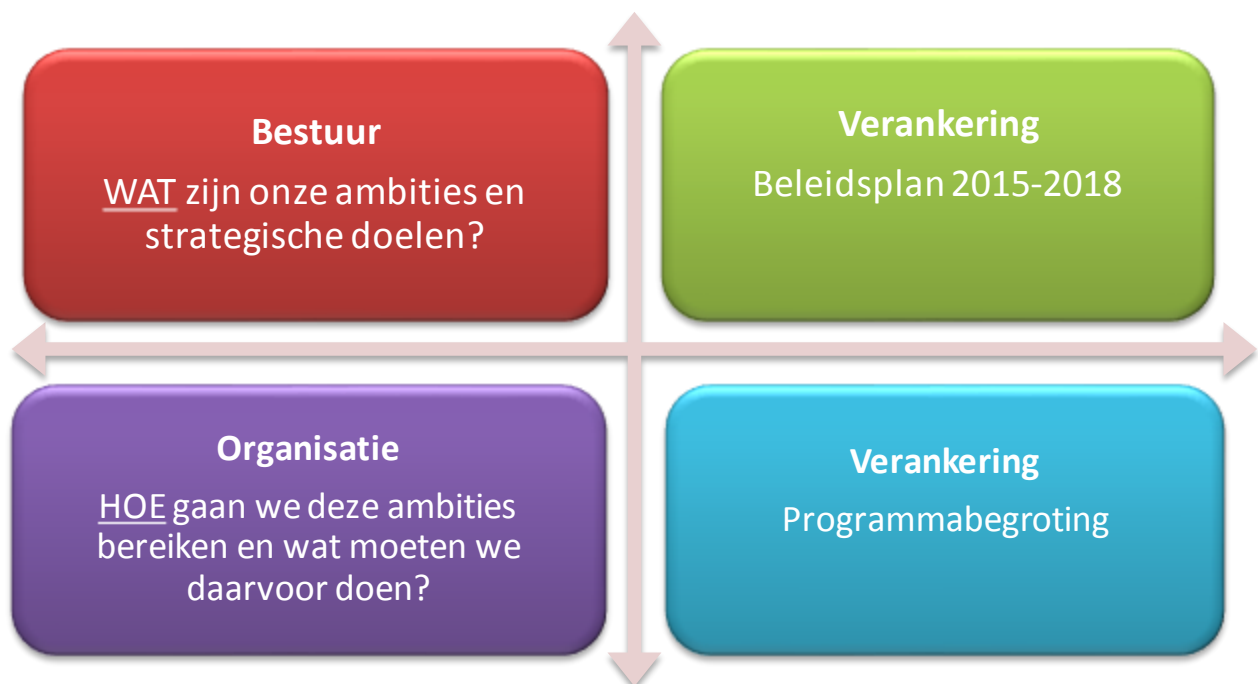 Bestuur
WAT zijn onze ambities en
strategische doelen?
Verankering
Beleidsplan 2015-2018
Organisatie
HOE gaan we deze ambities
bereiken en wat moeten we
daarvoor doen?
Verankering
Programmabegroting